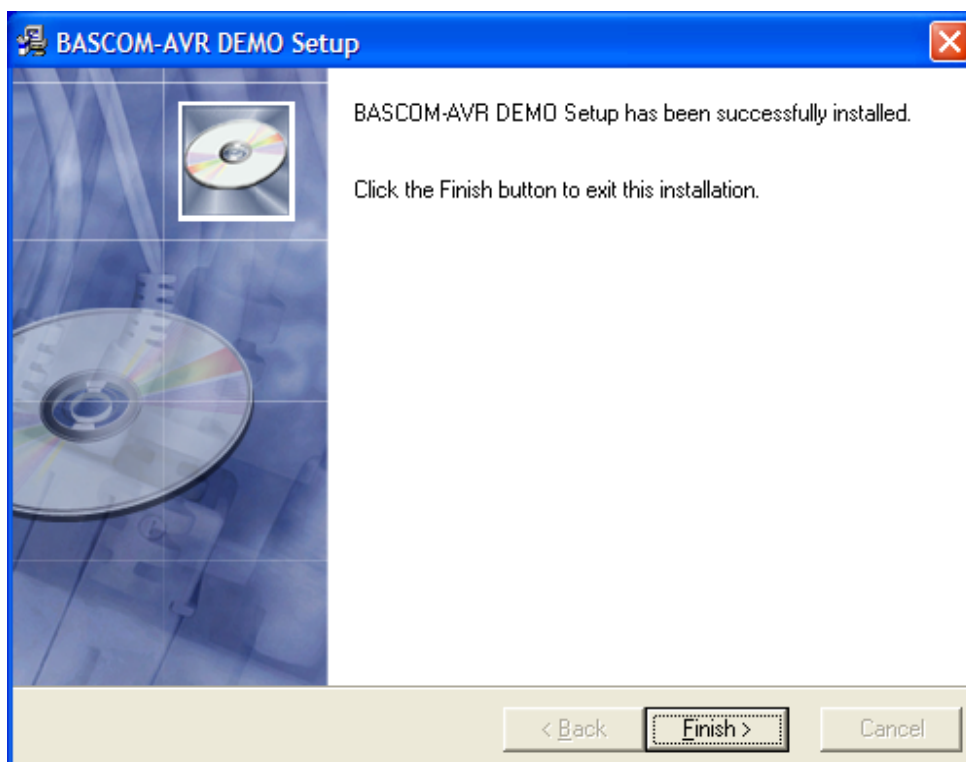 BASCOM-AVR DEMO Setup
BASCOM-AVR DEMO Setup has been successfully installed.
Click the Finish button to exit this installation.
< Back
Finish >
Cancel